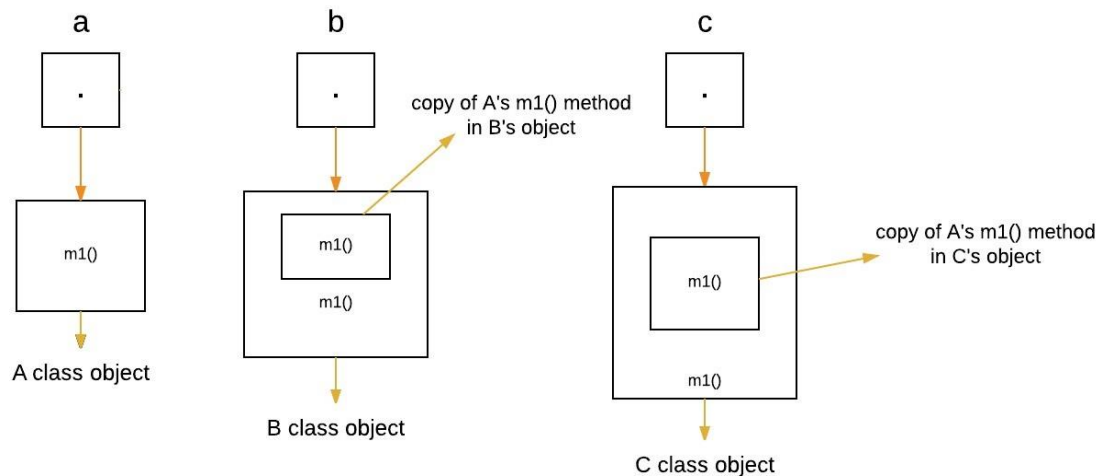 a
b
c
.
.
.
copy of A's m1() method
in B's object
m1()
m1()
m1()
copy of A's m1() method
in C's object
m1()
m1()
A class object
B class object
C class object